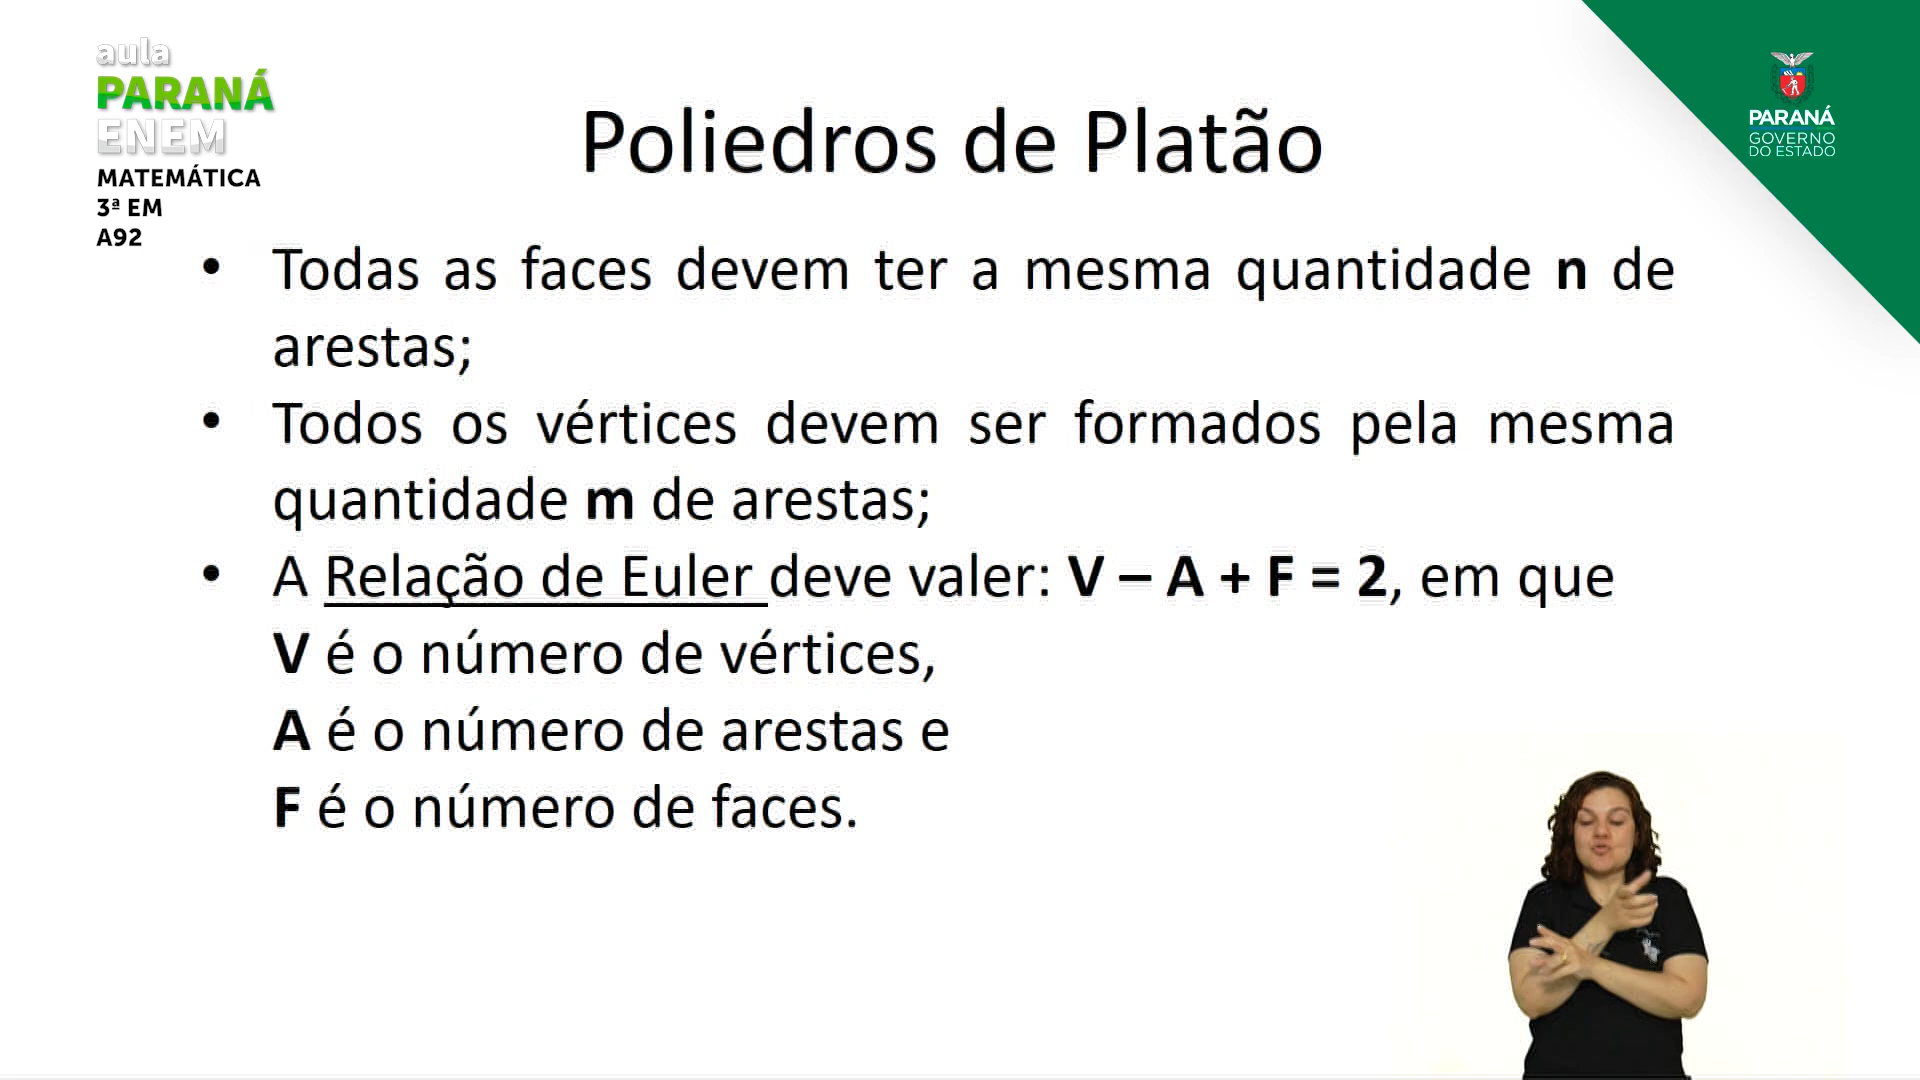 aula
PARANÁ
ENEM
MATEMÁTICA
3ª EM
A92
PARANÁ
GOVERNO
DO ESTADO
Poliedros de Platão
• Todas as faces devem ter a mesma quantidade n de
arestas;
• Todos os vértices devem ser formados pela mesma
quantidade m de arestas;
• A Relação de Euler deve valer: V – A + F = 2, em que
V é o número de vértices,
A é o número de arestas e
F é o número de faces.